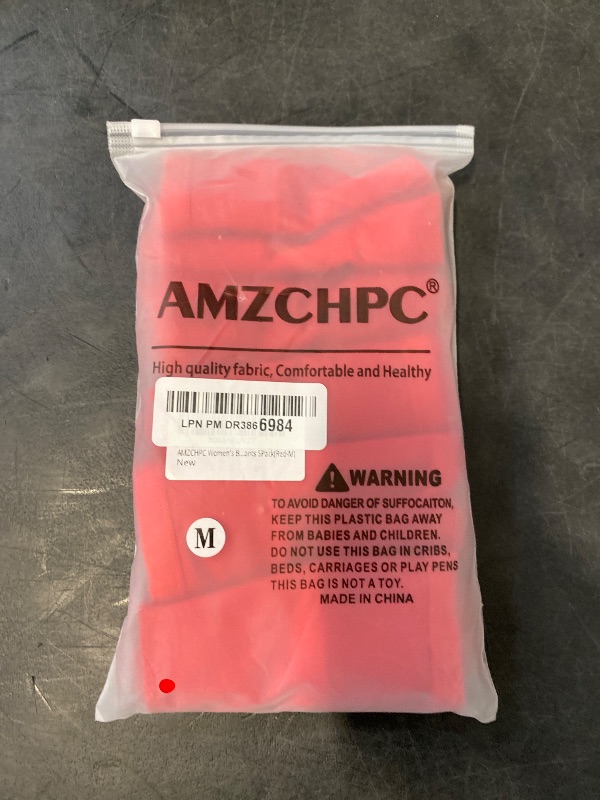 AMZCHPC®
High quality fabric, Comfortable and Healthy
LPN PM DR3866984
AMZCHPC Women's B...ants 5Pack(Red-M)
New
WARNING
TO AVOID DANGER OF SUFFOCAITON,
KEEP THIS PLASTIC BAG AWAY
FROM BABIES AND CHILDREN.
DO NOT USE THIS BAG IN CRIBS,
BEDS, CARRIAGES OR PLAY PENS
THIS BAG IS NOT A TOY.
MADE IN CHINA
M